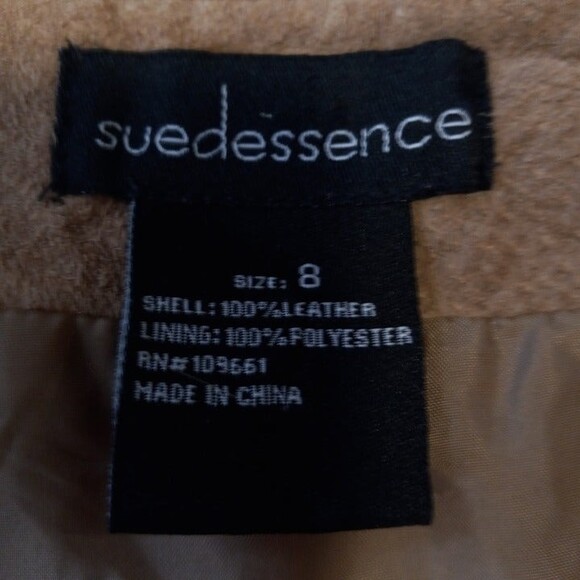 suedessence
SIZE: 8
SHELL: 100% LEATHER
LINING: 100% POLYESTER
RN# 109661
MADE IN CHINA